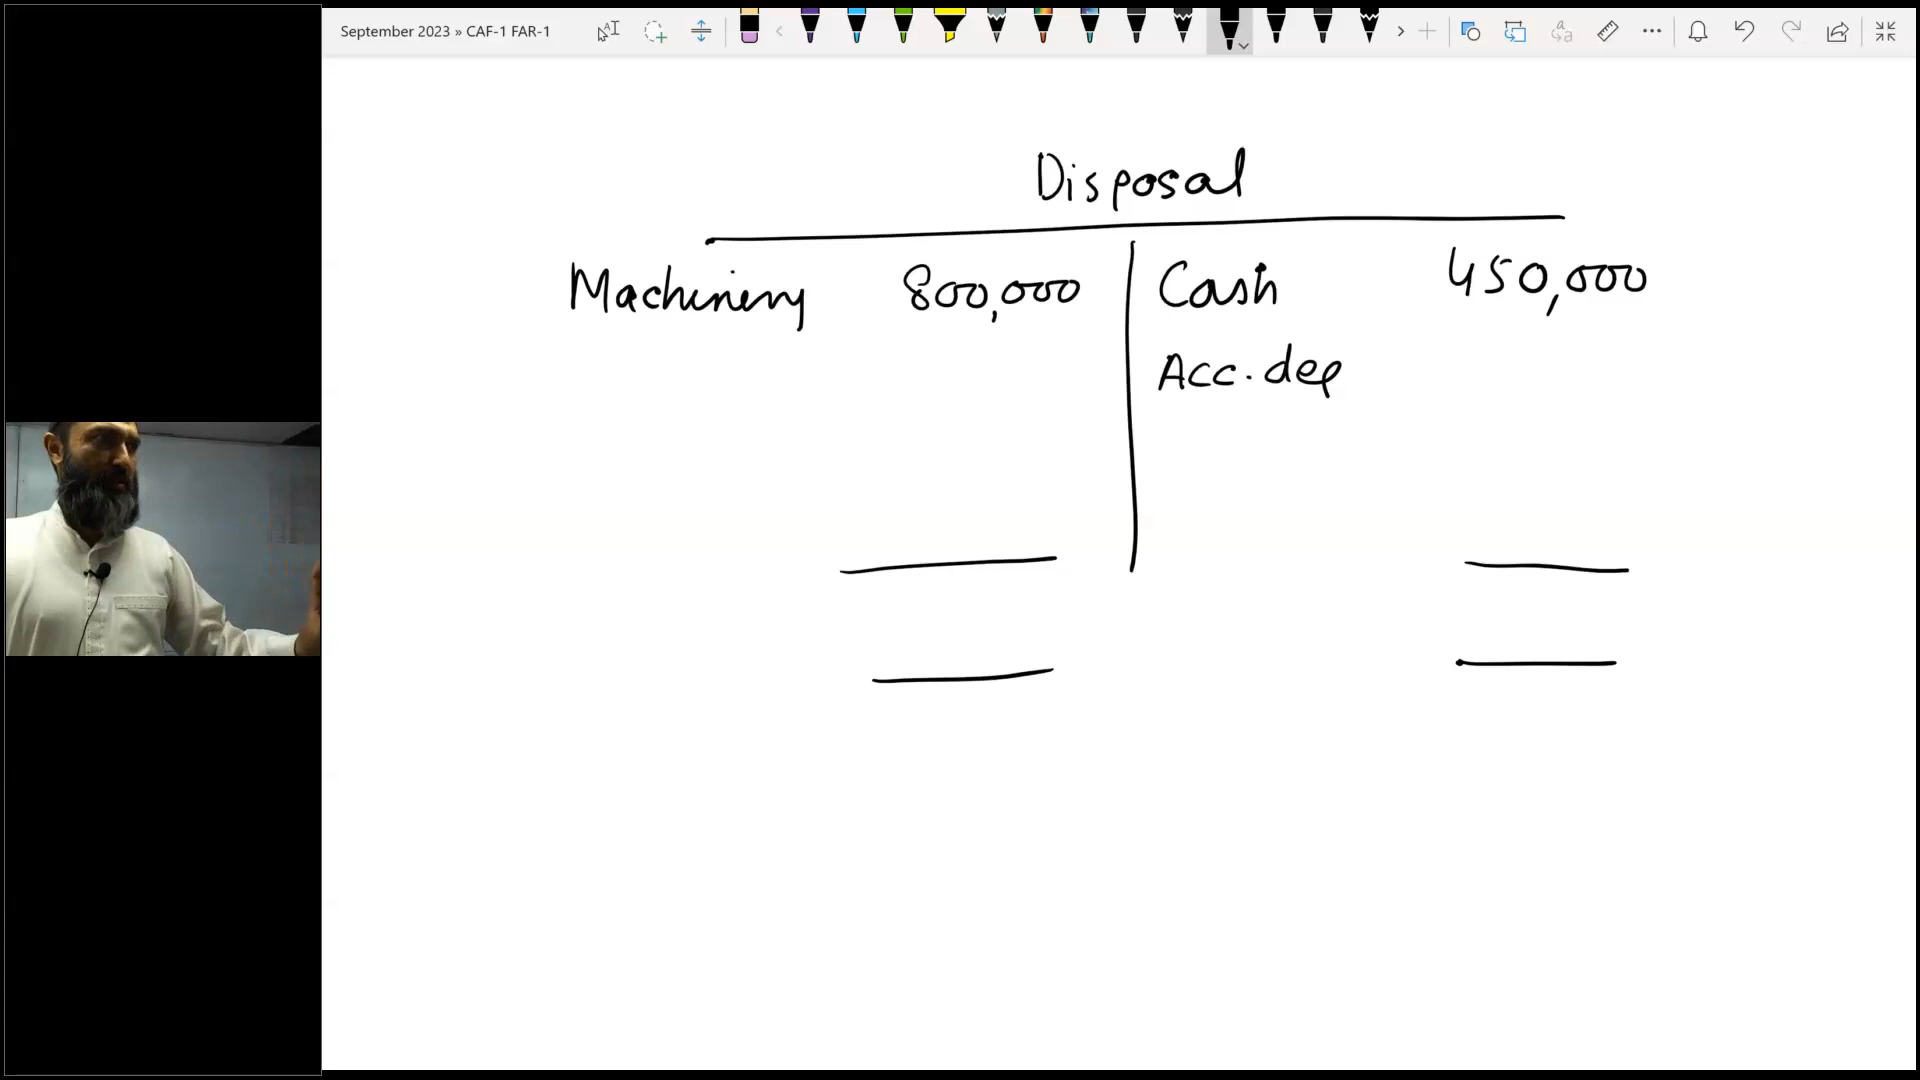 September 2023 » CAF-1 FAR-1
Disposal
Machinery 800,000 Cash 450,000
Acc. dep